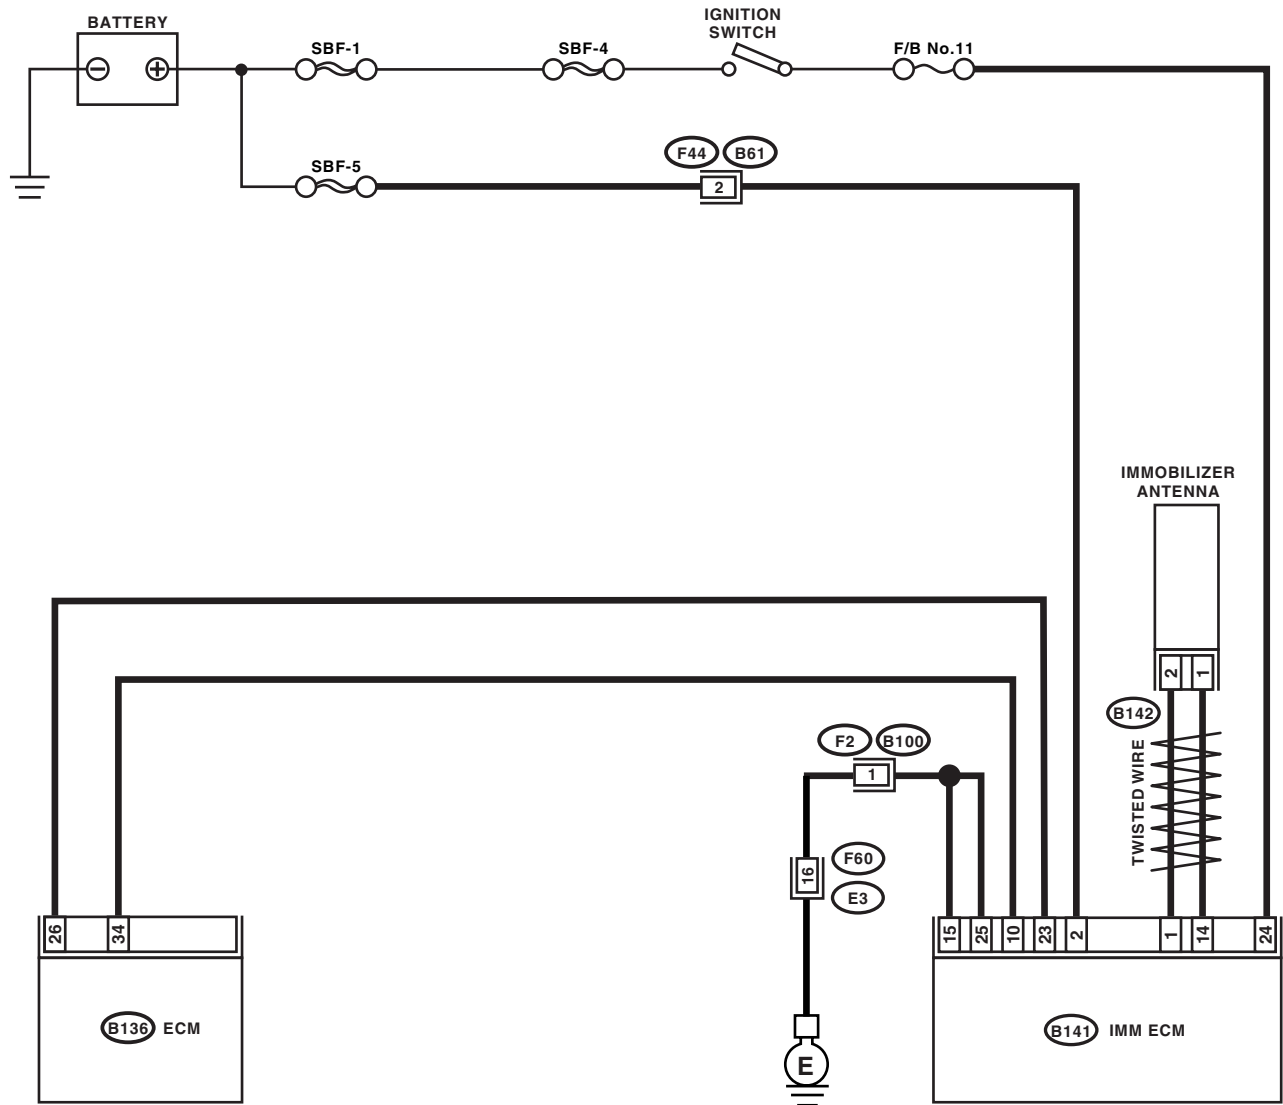 BATTERY
IGNITION
SWITCH
SBF-1
SBF-4
F/B No.11
SBF-5
F44
B61
2
IMMOBILIZER
ANTENNA
2
1
B142
TWISTED WIRE
F2
B100
1
16
F60
E3
26
34
15
25
10
23
2
1
14
24
B136
ECM
B141
IMM ECM
E